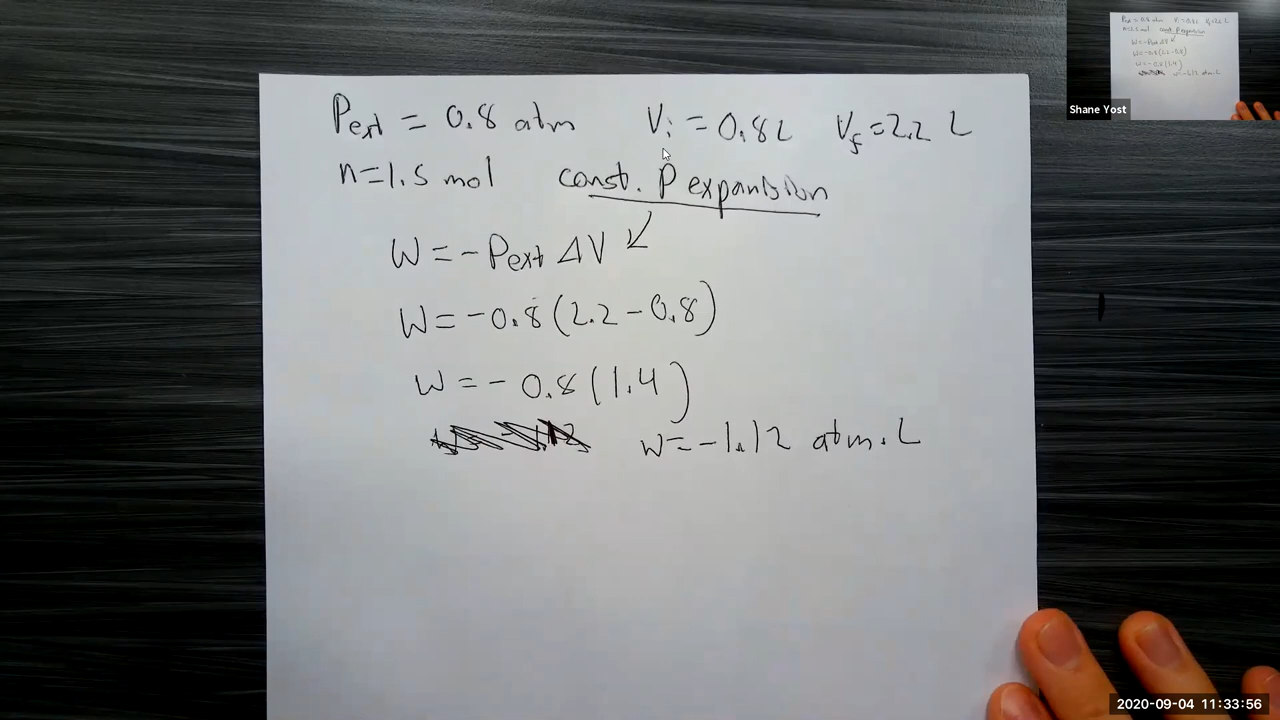 Pext = 0.8 atm Vi = 0.8L Vf = 2.2 L
n=1.5 mol const. P expansion
W = -Pext ΔV
W = -0.8(2.2-0.8)
W = -0.8(1.4)
W = -1.12 atm.L
Shane Yost
2020-09-04 11:33:56